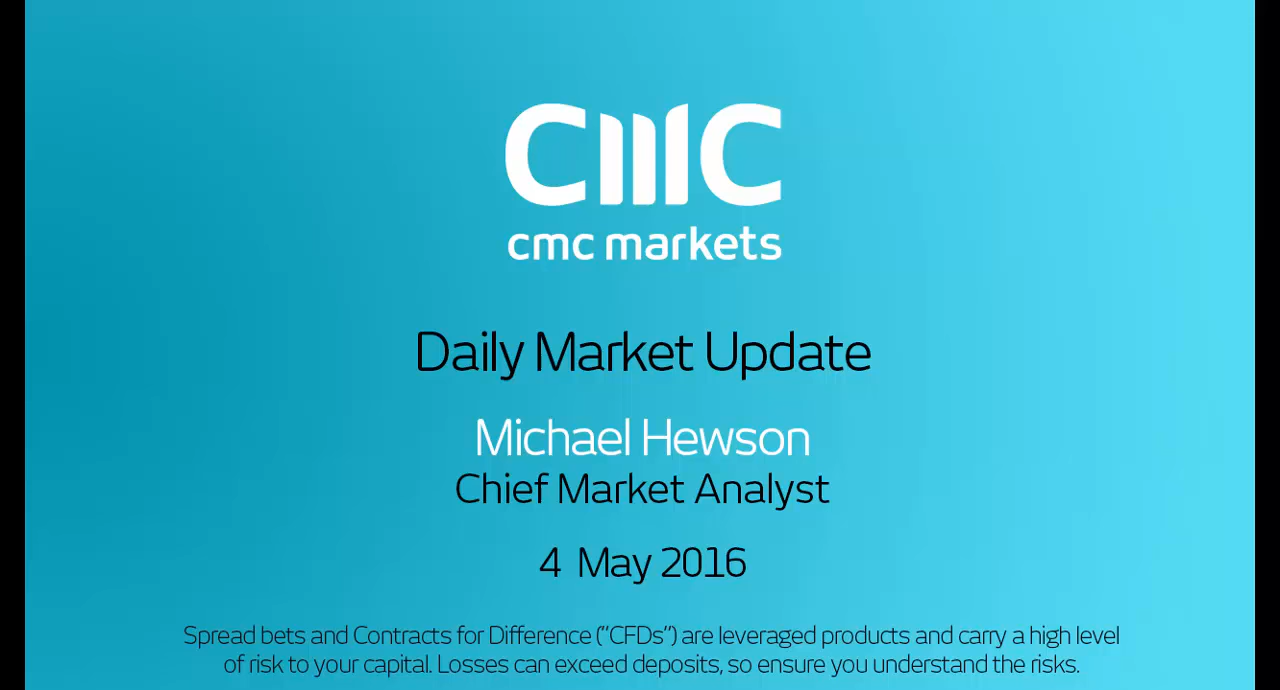 CMC
cmc markets
Daily Market Update
Michael Hewson
Chief Market Analyst
4 May 2016
Spread bets and Contracts for Difference (“CFDs”) are leveraged products and carry a high level
of risk to your capital. Losses can exceed deposits, so ensure you understand the risks.